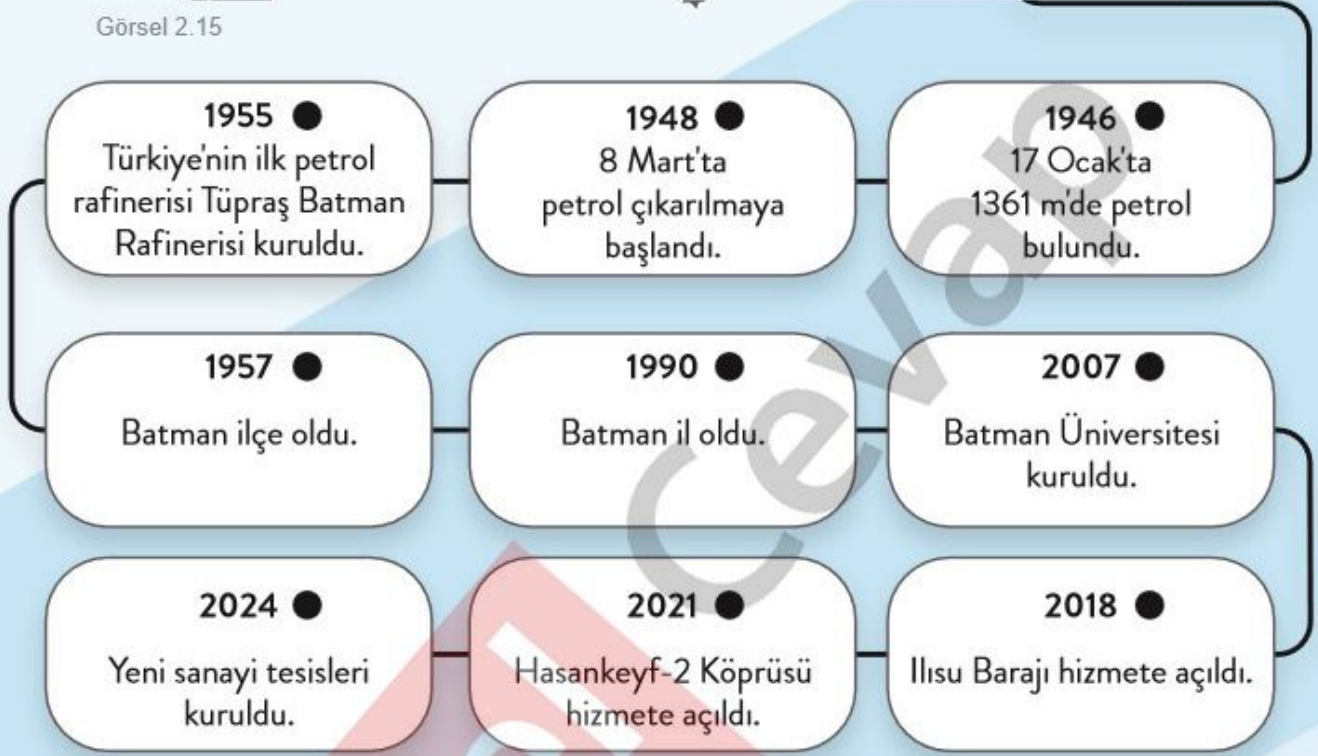 Görsel 2.15
1946
17 Ocak'ta
1361 m'de petrol
bulundu.
1948
8 Mart'ta
petrol çıkarılmaya
başlandı.
1955
Türkiye'nin ilk petrol
rafinerisi Tüpraş Batman
Rafinerisi kuruldu.
1957
Batman ilçe oldu.
1990
Batman il oldu.
2007
Batman Üniversitesi
kuruldu.
2018
Ilısu Barajı hizmete açıldı.
2021
Hasankeyf-2 Köprüsü
hizmete açıldı.
2024
Yeni sanayi tesisleri
kuruldu.
Cevap